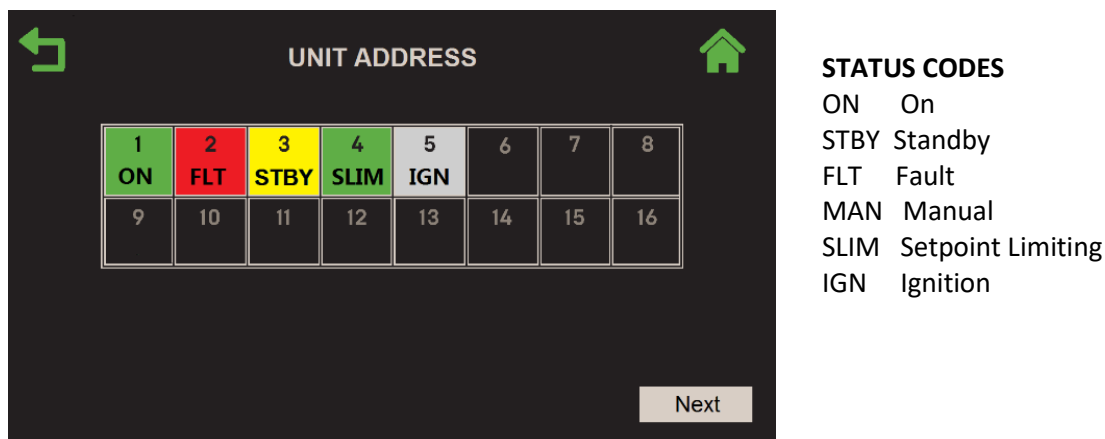 UNIT ADDRESS
1 2 3 4 5 6 7 8
ON FLT STBY SLIM IGN
9 10 11 12 13 14 15 16
Next
STATUS CODES
ON On
STBY Standby
FLT Fault
MAN Manual
SLIM Setpoint Limiting
IGN Ignition